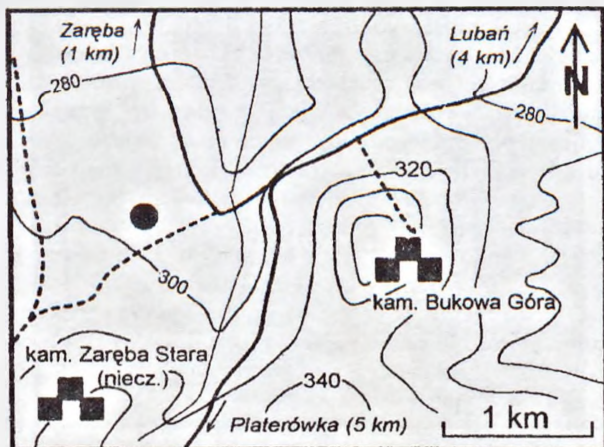 Zaręba
(1 km)
Lubań
(4 km)
N
280
280
320
300
kam. Bukowa Góra
kam. Zaręba Stara
(niecz.)
340
Platerówka (5 km)
1 km